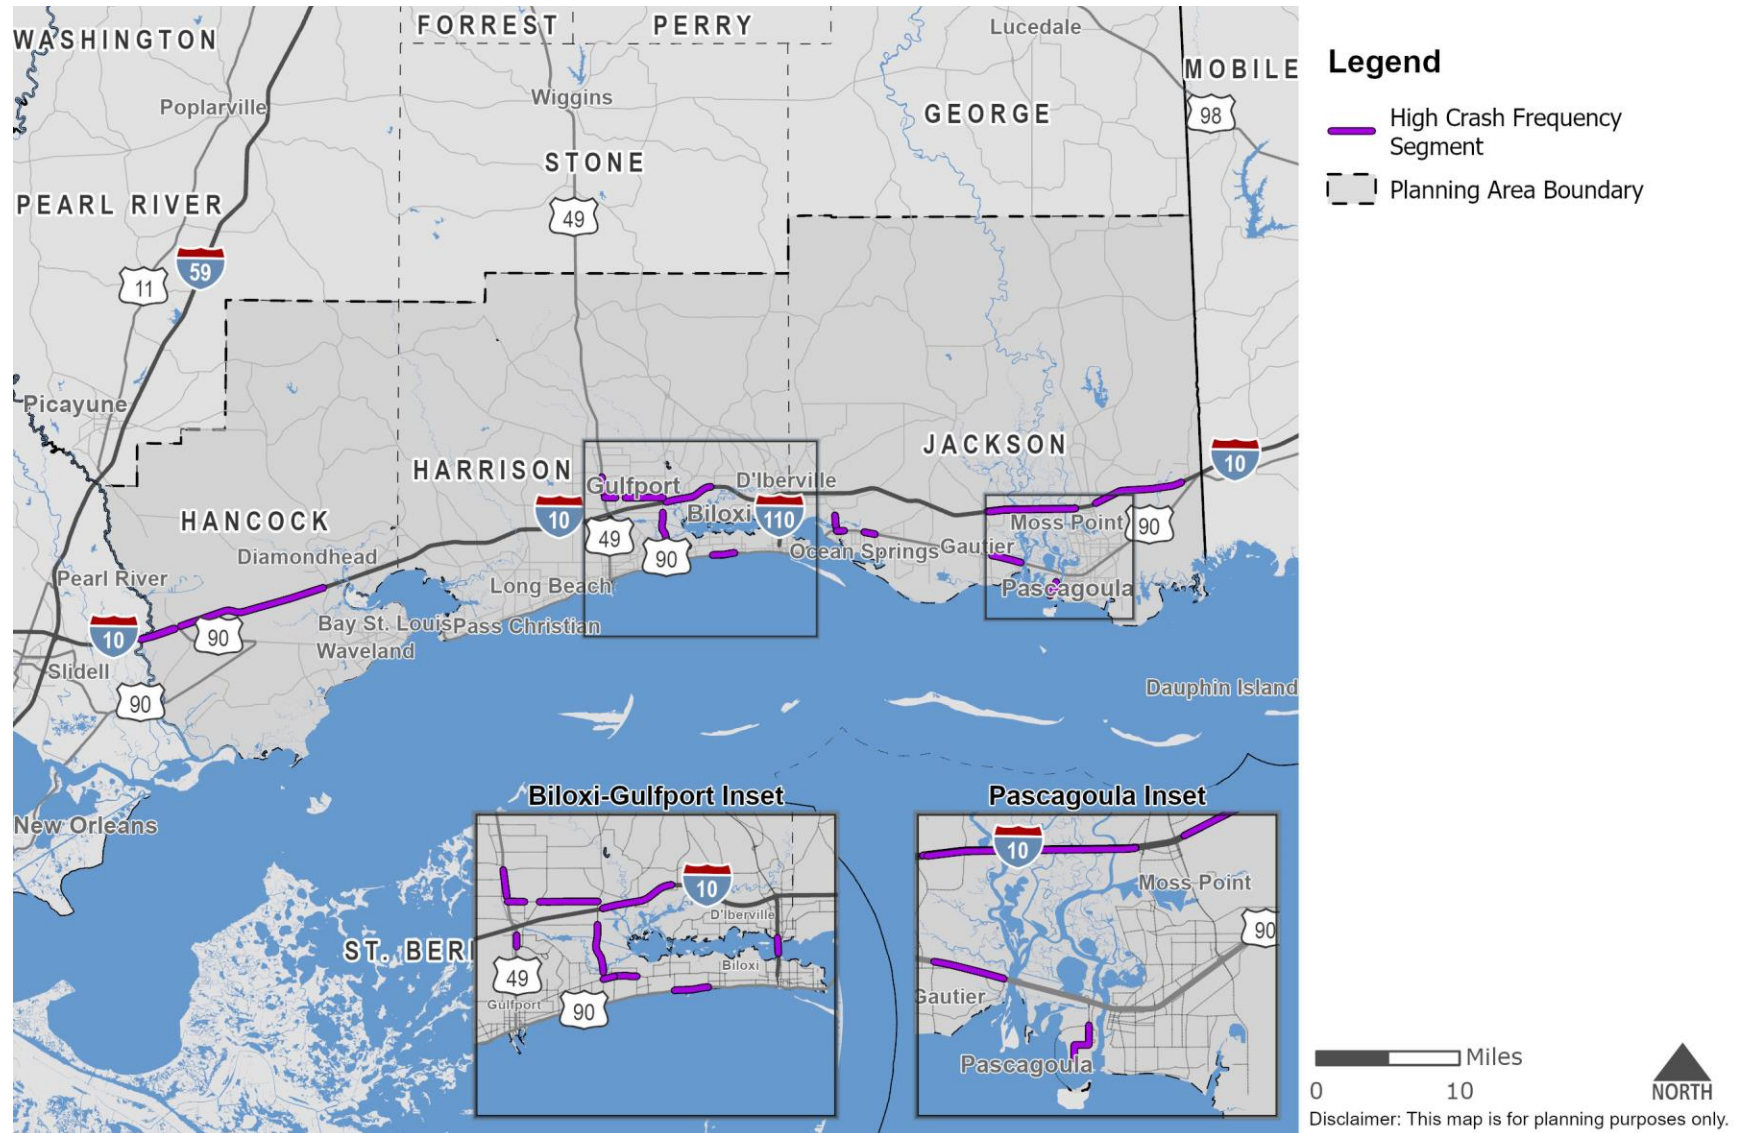 WASHINGTON
FORREST
PERRY
Lucedale
Legend
MOBILE
Poplarville
Wiggins
GEORGE
98
High Crash Frequency
Segment
STONE
Planning Area Boundary
PEARL RIVER
49
59
11
Picayune
JACKSON
HARRISON
Gulfport
D'Iberville
10
HANCOCK
10
Biloxi
110
Moss Point
90
49
Diamondhead
90
Ocean Springs
Gautier
Pearl River
Long Beach
Pascagoula
10
90
Bay St. Louis
Pass Christian
Waveland
Slidell
90
Dauphin Island
Biloxi-Gulfport Inset
Pascagoula Inset
New Orleans
10
10
Moss Point
D'Iberville
90
ST. BER
Biloxi
49
Gulfport
90
Gautier
Pascagoula
Miles
0
10
NORTH
Disclaimer: This map is for planning purposes only.